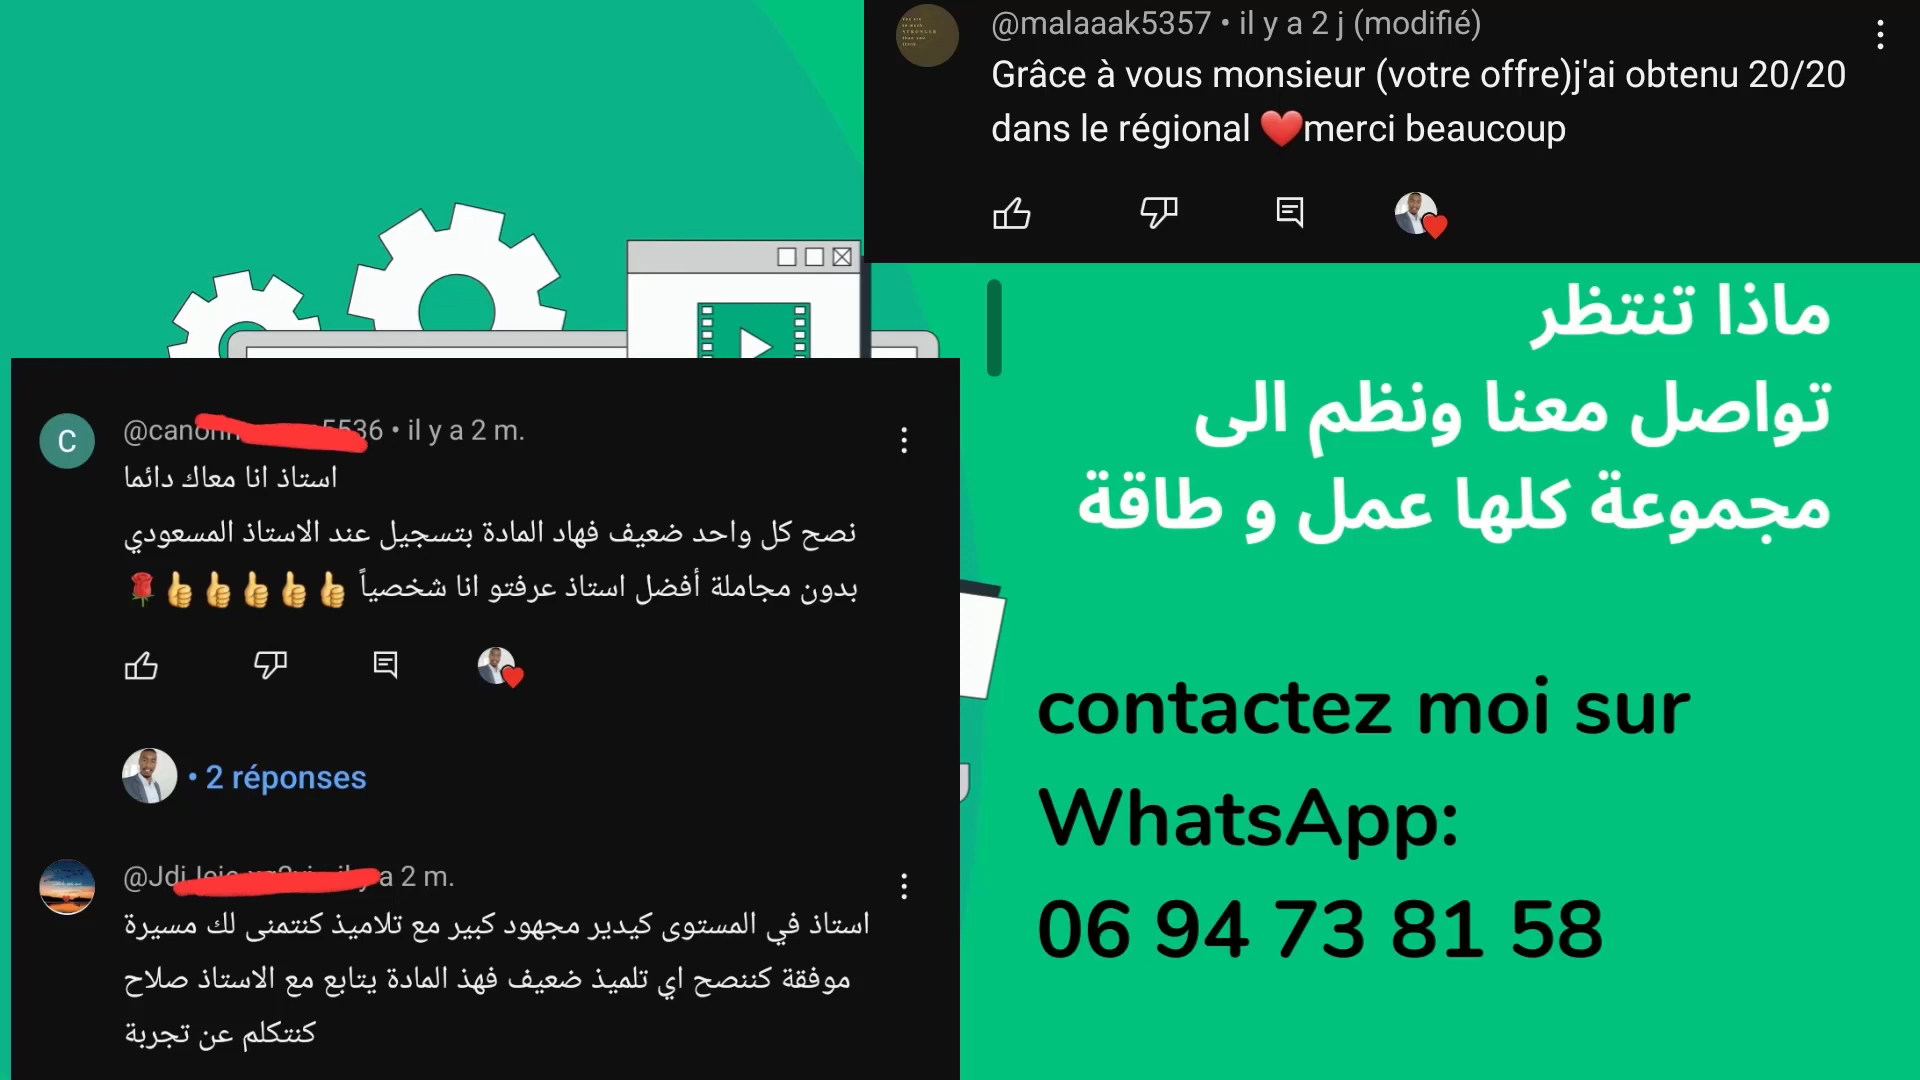 @malaaak5357 • il y a 2 j (modifié)
Grâce à vous monsieur (votre offre)j'ai obtenu 20/20
dans le régional ❤️merci beaucoup
ماذا تنتظر
تواصل معنا ونظم الى
مجموعة كلها عمل و طاقة
contactez moi sur
WhatsApp:
06 94 73 81 58
C
il y a 2 m.
استاذ انا معاك دائما
نصح كل واحد ضعيف فهاد المادة بتسجيل عند الاستاذ المسعودي
بدون مجاملة أفضل استاذ عرفتو انا شخصياً 👍👍👍👍👍🌹
• 2 réponses
a 2 m.
استاذ في المستوى كيدير مجهود كبير مع تلاميذ كنتمنى لك مسيرة
موفقة كننصح اي تلميذ ضعيف فهذ المادة يتابع مع الاستاذ صلاح
كنتكلم عن تجربة